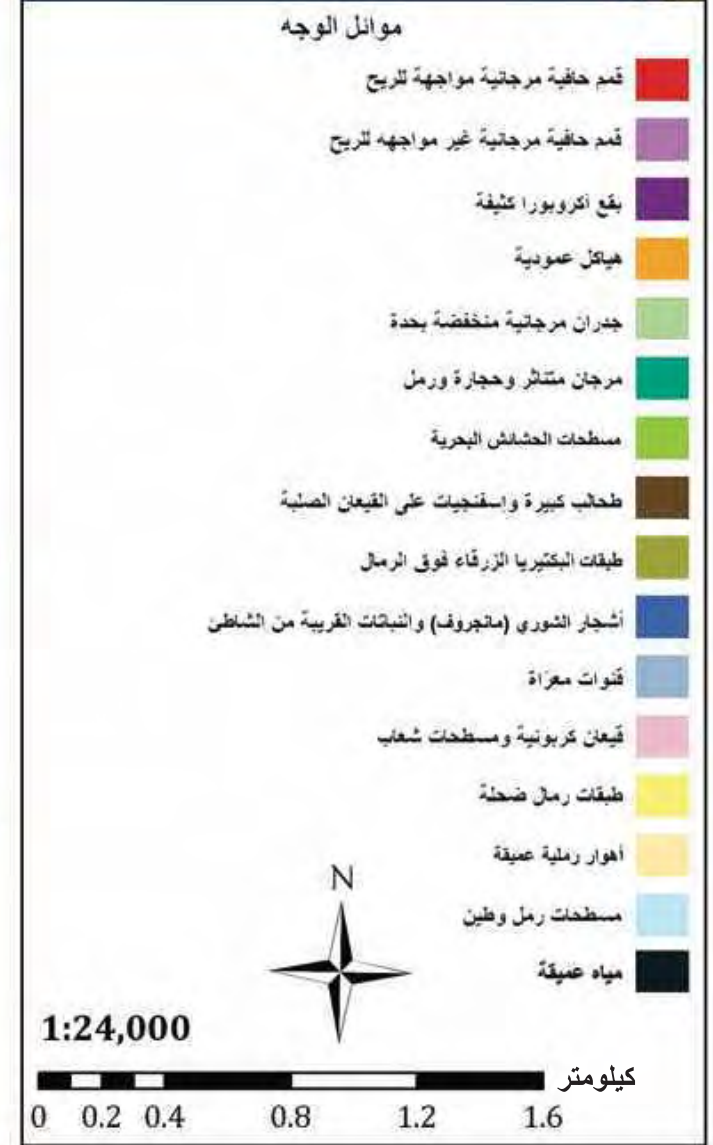 موائل الوجه
قمم حافية مرجانية مواجهة للريح
قمم حافية مرجانية غير مواجهه للريح
بقع أكروبورا كثيفة
هياكل عمودية
جدران مرجانية منخفضة بحدة
مرجان متناثر وحجارة ورمل
مسطحات الحشائش البحرية
طحالب كبيرة واسفنجيات على القيعان الصلبة
طبقات البكتيريا الزرقاء فوق الرمال
أشجار الشوري (مانجروف) والنباتات القريبة من الشاطئ
قنوات معرّاة
قيعان كربونية ومسطحات شعاب
طبقات رمال ضحلة
أهوار رملية عميقة
مسطحات رمل وطين
مياه عميقة
N
1:24,000
كيلومتر
0 0.2 0.4 0.8 1.2 1.6